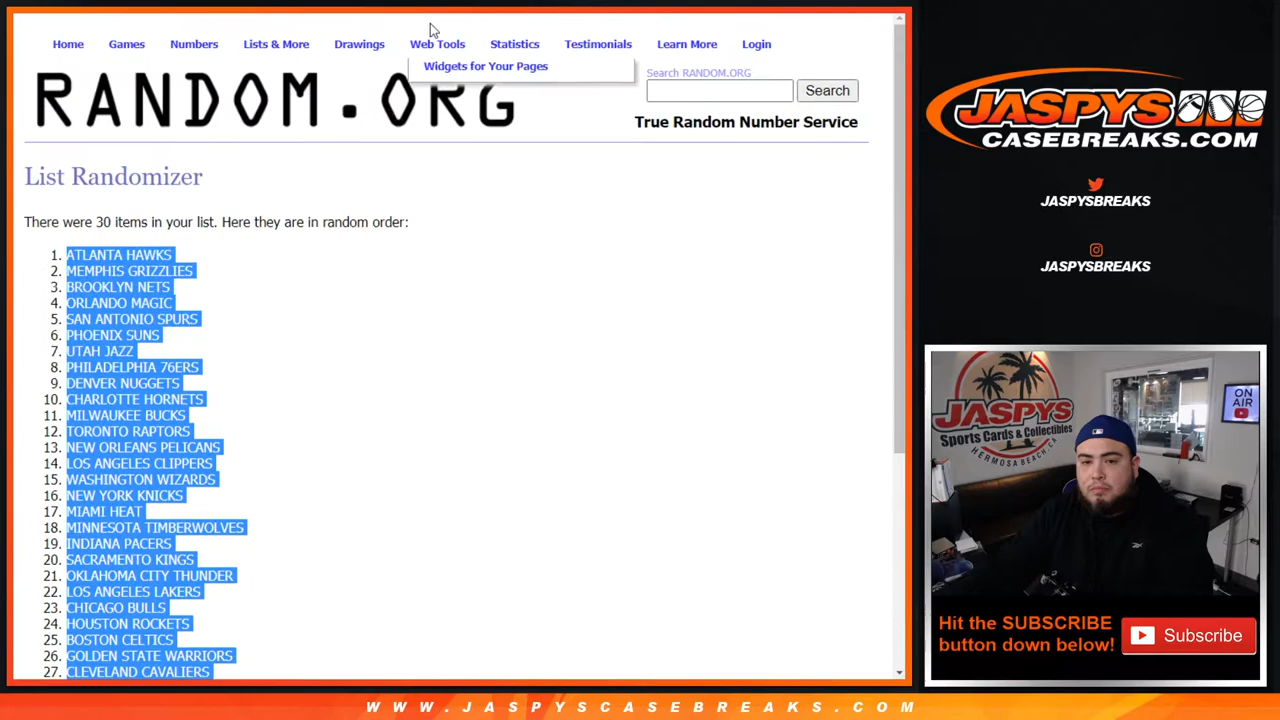 Home Games Numbers Lists & More Drawings Web Tools Statistics Testimonials Learn More Login
Widgets for Your Pages
RANDOM.ORG
Search RANDOM.ORG
Search
True Random Number Service
List Randomizer
There were 30 items in your list. Here they are in random order:
1. ATLANTA HAWKS
2. MEMPHIS GRIZZLIES
3. BROOKLYN NETS
4. ORLANDO MAGIC
5. SAN ANTONIO SPURS
6. PHOENIX SUNS
7. UTAH JAZZ
8. PHILADELPHIA 76ERS
9. DENVER NUGGETS
10. CHARLOTTE HORNETS
11. MILWAUKEE BUCKS
12. TORONTO RAPTORS
13. NEW ORLEANS PELICANS
14. LOS ANGELES CLIPPERS
15. WASHINGTON WIZARDS
16. NEW YORK KNICKS
17. MIAMI HEAT
18. MINNESOTA TIMBERWOLVES
19. INDIANA PACERS
20. SACRAMENTO KINGS
21. OKLAHOMA CITY THUNDER
22. LOS ANGELES LAKERS
23. CHICAGO BULLS
24. HOUSTON ROCKETS
25. BOSTON CELTICS
26. GOLDEN STATE WARRIORS
27. CLEVELAND CAVALIERS
JASPYS
CASEBREAKS.COM
JASPYSBREAKS
JASPYSBREAKS
JASPYS
Sports Cards & Collectibles
HERMOSA BEACH, CA
ON
AIR
Hit the SUBSCRIBE
button down below!
Subscribe
WWW.JASPYSCASEBREAKS.COM